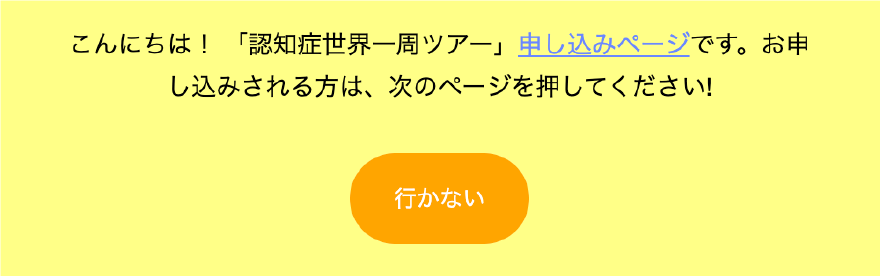 こんにちは！ 「認知症世界一周ツアー」申し込みページです。お申
し込みされる方は、次のページを押してください!
行かない